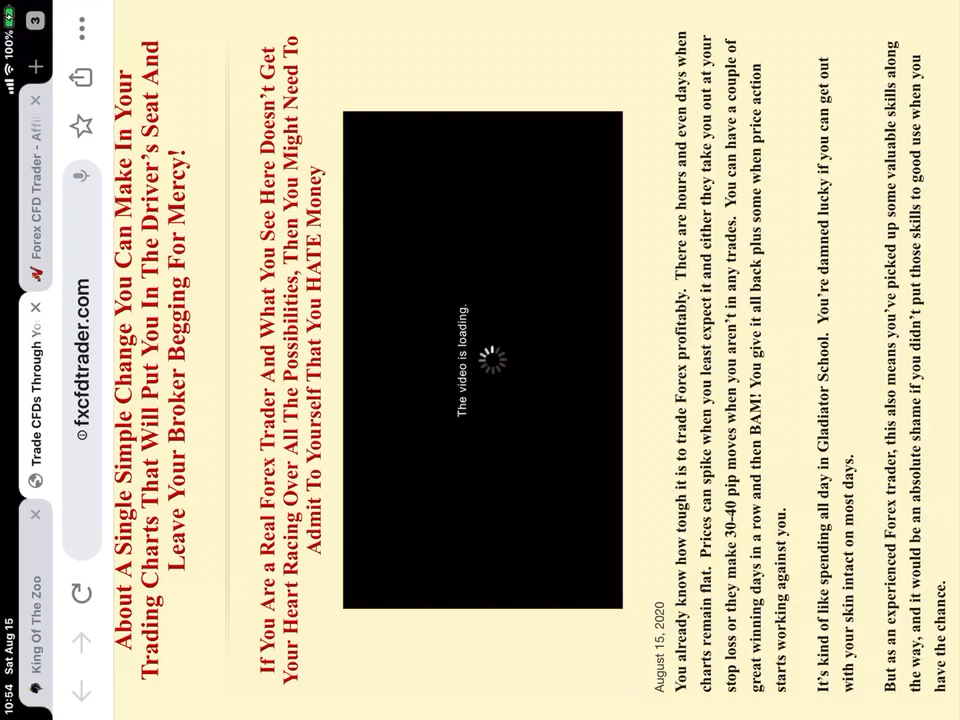 10:54 Sat Aug 15
100%
King Of The Zoo
Trade CFDs Through Yo
Forex CFD Trader - Affil
3
fxcfdtrader.com
About A Single Simple Change You Can Make In Your
Trading Charts That Will Put You In The Driver's Seat And
Leave Your Broker Begging For Mercy!
If You Are a Real Forex Trader And What You See Here Doesn't Get
Your Heart Racing Over All The Possibilities, Then You Might Need To
Admit To Yourself That You HATE Money
The video is loading.
August 15, 2020
You already know how tough it is to trade Forex profitably. There are hours and even days when
charts remain flat. Prices can spike when you least expect it and either they take you out at your
stop loss or they make 30-40 pip moves when you aren't in any trades. You can have a couple of
great winning days in a row and then BAM! You give it all back plus some when price action
starts working against you.
It's kind of like spending all day in Gladiator School. You're damned lucky if you can get out
with your skin intact on most days.
But as an experienced Forex trader, this also means you've picked up some valuable skills along
the way, and it would be an absolute shame if you didn't put those skills to good use when you
have the chance.